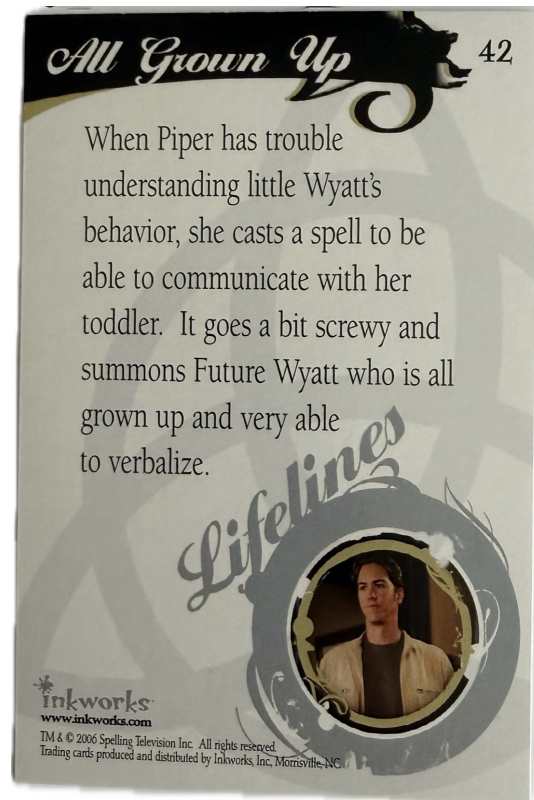 All Grown Up
42
When Piper has trouble
understanding little Wyatt's
behavior, she casts a spell to be
able to communicate with her
toddler. It goes a bit screwy and
summons Future Wyatt who is all
grown up and very able
to verbalize.
Lifelines
inkworks
www.inkworks.com
TM & © 2006 Spelling Television Inc. All rights reserved.
Trading cards produced and distributed by Inkworks, Inc, Morrisville, NC